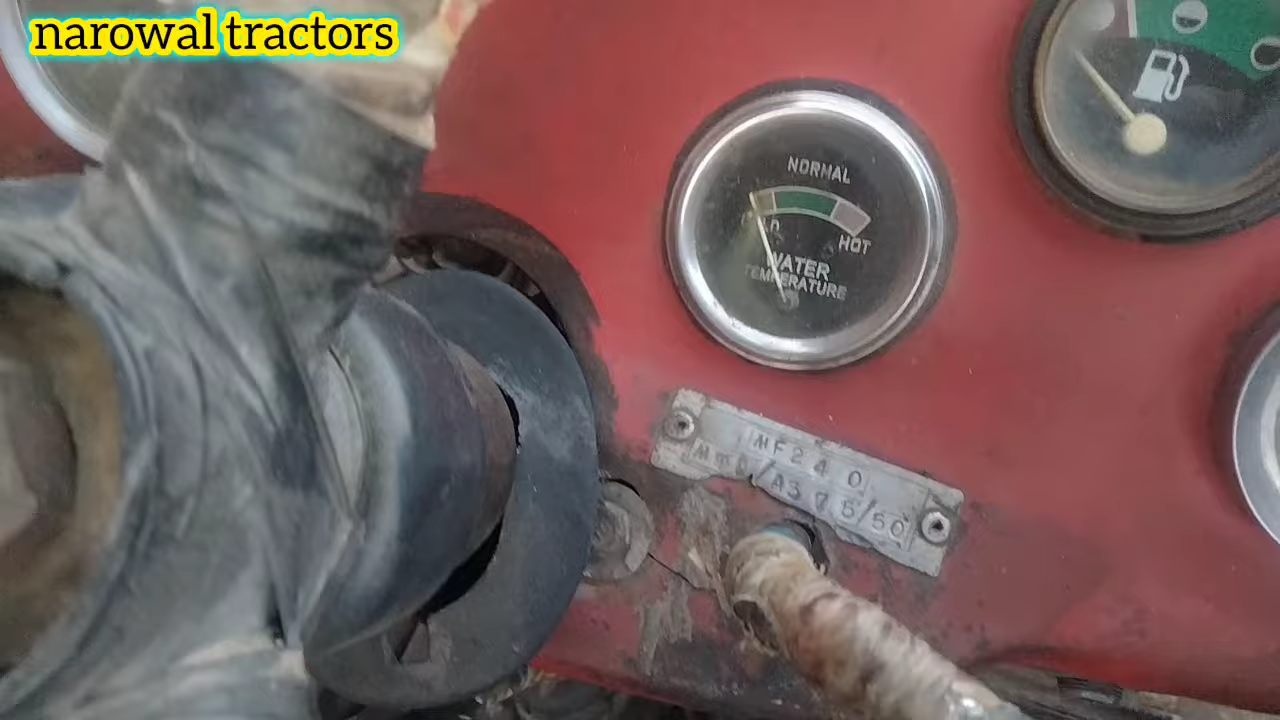 narowal tractors
NORMAL
HOT
WATER
TEMPERATURE
MF240
/A375/50